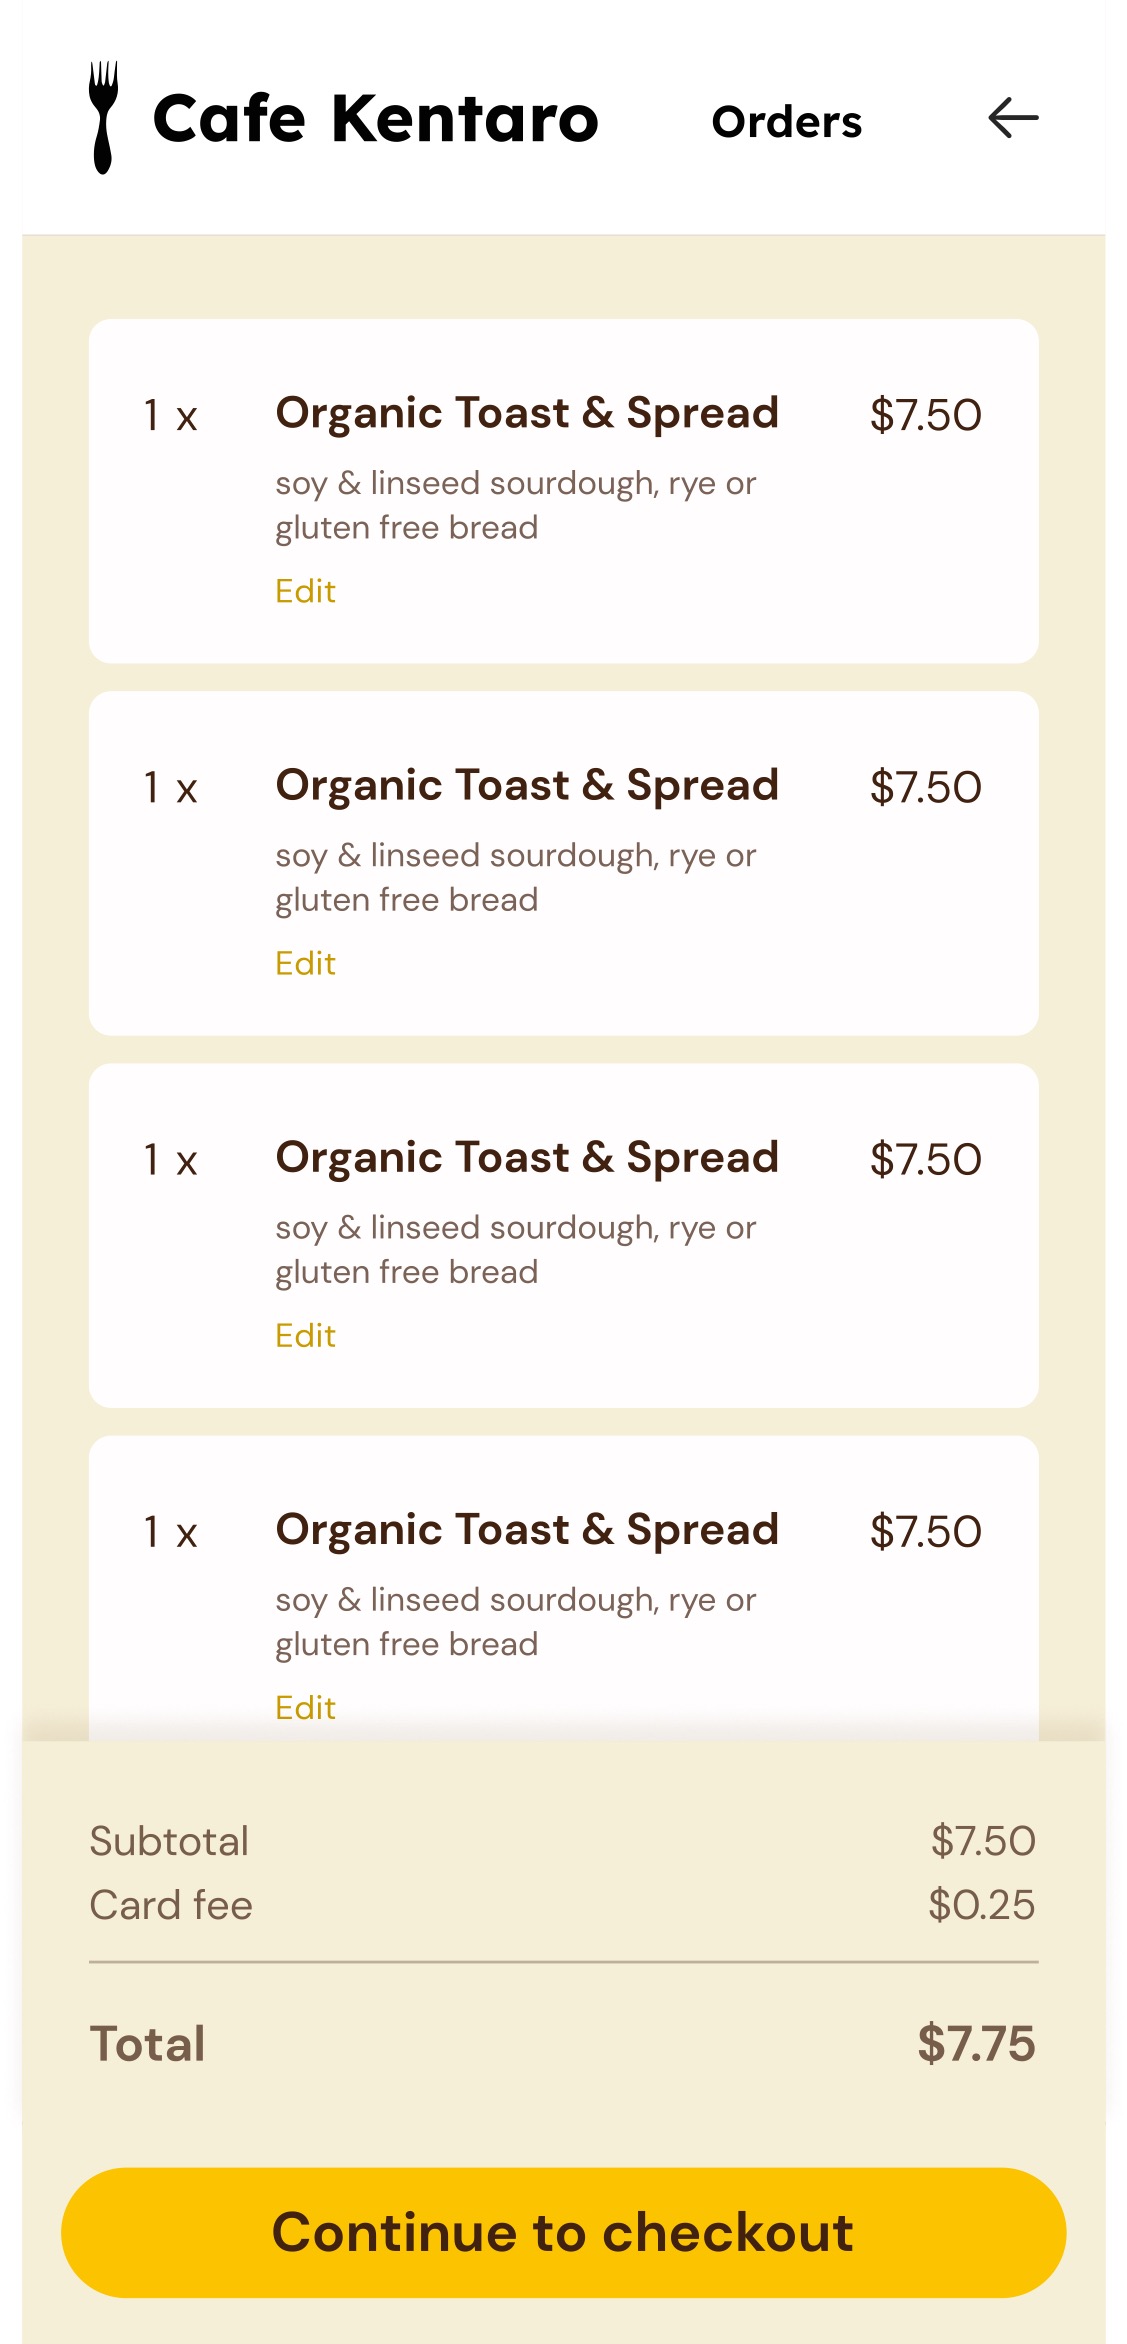 Cafe Kentaro Orders
1 x Organic Toast & Spread $7.50
soy & linseed sourdough, rye or
gluten free bread
Edit
1 x Organic Toast & Spread $7.50
soy & linseed sourdough, rye or
gluten free bread
Edit
1 x Organic Toast & Spread $7.50
soy & linseed sourdough, rye or
gluten free bread
Edit
1 x Organic Toast & Spread $7.50
soy & linseed sourdough, rye or
gluten free bread
Edit
Subtotal $7.50
Card fee $0.25
Total $7.75
Continue to checkout